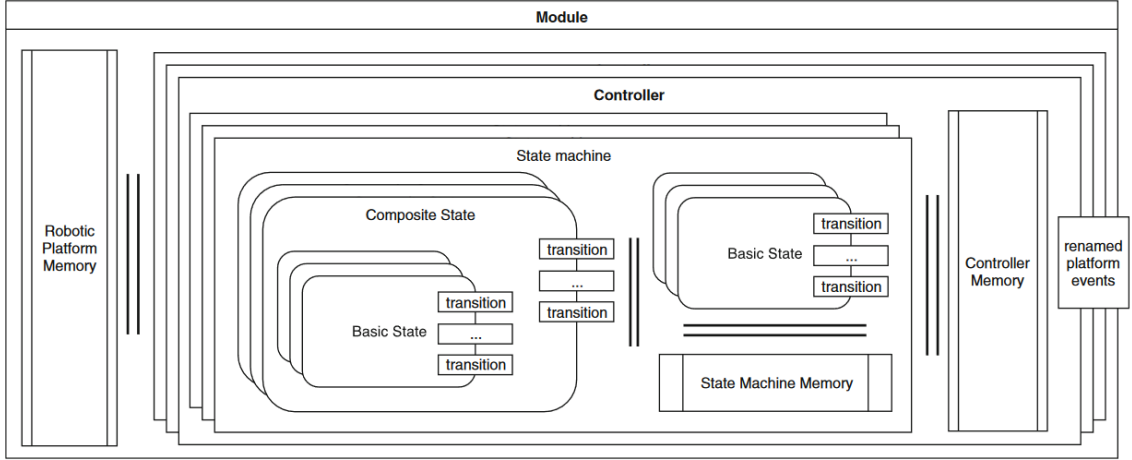 Module
Robotic
Platform
Memory
Controller
State machine
Composite State
transition
...
transition
Basic State
transition
...
transition
Basic State
transition
...
transition
State Machine Memory
Controller
Memory
renamed
platform
events